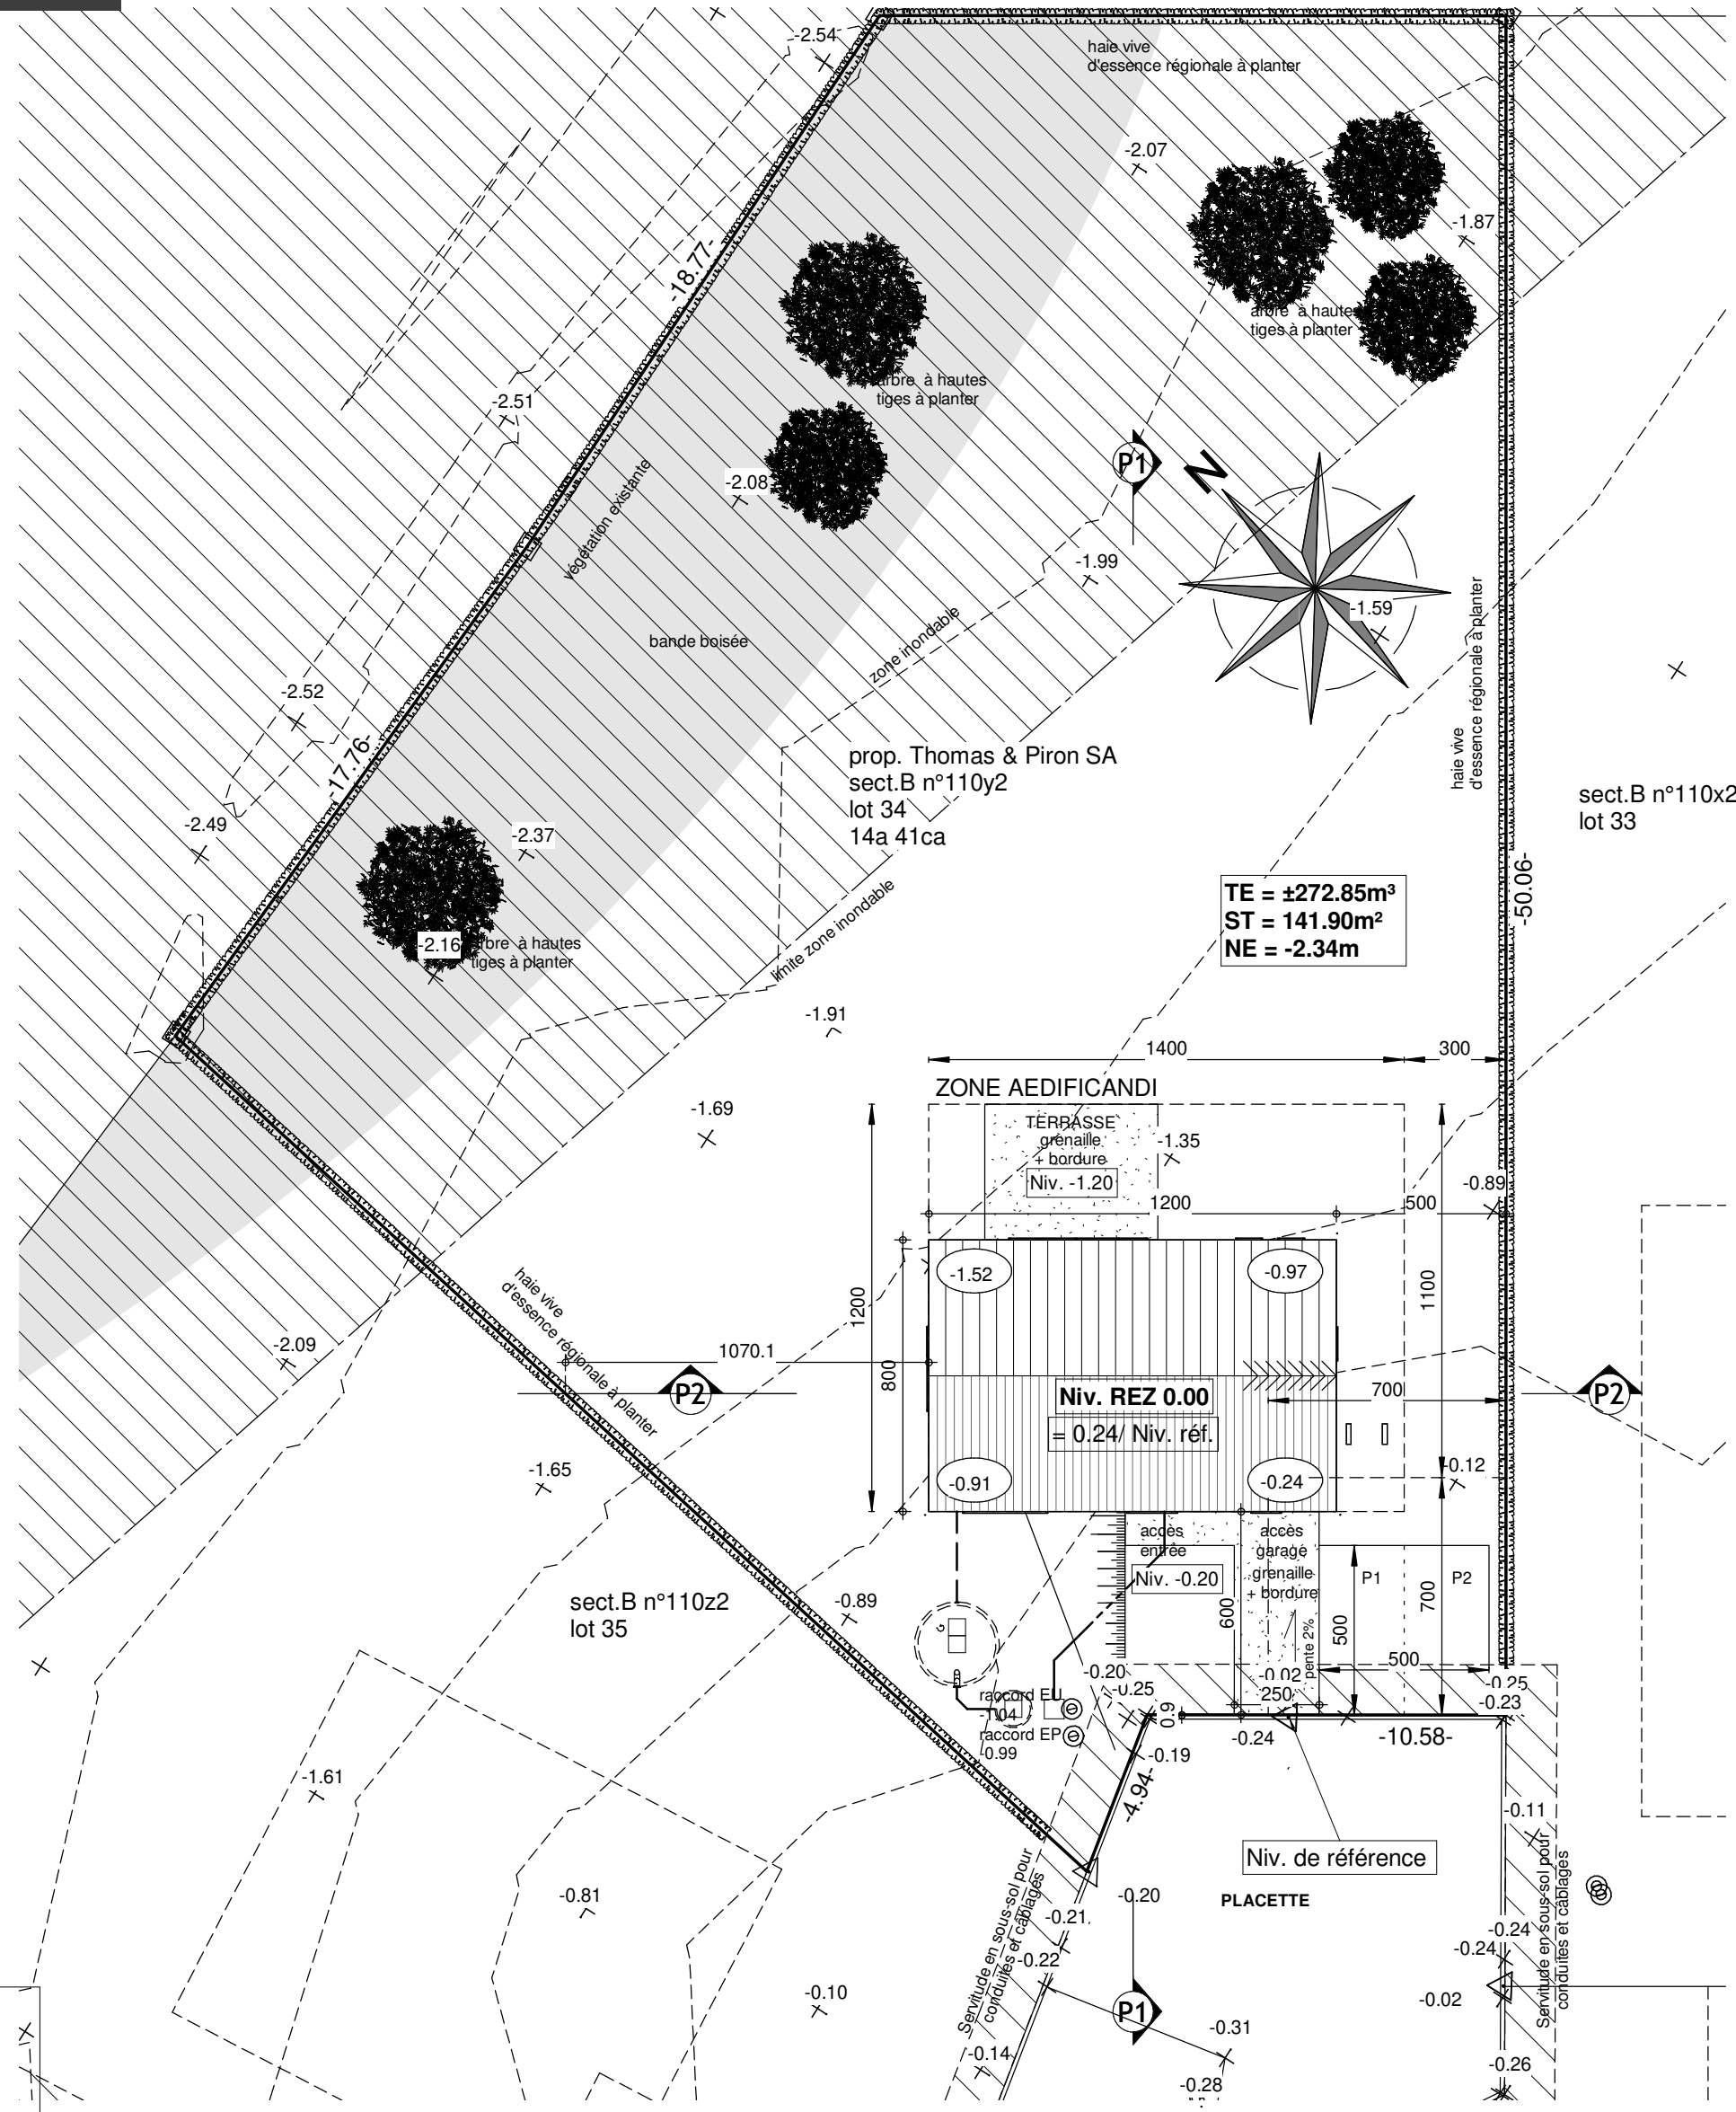 -2.54-
haie vive
d'essence régionale à planter
-2.07
-1.87
-18.77-
arbre à hautes
tiges à planter
arbre à hautes
tiges à planter
-2.51
P1
N
-2.08
végétation existante
-1.99
-1.59
haie vive
d'essence régionale à planter
bande boisée
zone inondable
-2.52
-17.76-
prop. Thomas & Piron SA
sect.B n°110y2
lot 34
14a 41ca
sect.B n°110x2
lot 33
-2.49
-2.37
-50.06-
TE = ±272.85m³
ST = 141.90m²
NE = -2.34m
-2.16
arbre à hautes
tiges à planter
limite zone inondable
-1.91
1400
300
ZONE AEDIFICANDI
-1.69
TERRASSE
grenaille
+ bordure
Niv. -1.20
-1.35
-0.89
1200
500
-1.52
-0.97
1200
1100
haie vive
d'essence régionale à planter
-2.09
1070.1
800
P2
Niv. REZ 0.00
= 0.24/ Niv. réf.
700
P2
-1.65
-0.91
-0.24
-0.12
accès
entrée
Niv. -0.20
accès
garage
grenaille
+ bordure
P1
P2
600
500
700
pente 2%
sect.B n°110z2
lot 35
-0.89
G
-0.20
-0.25
-0.02
250
500
-0.25
-0.23
raccord EU
-1.04
raccord EP
-0.99
0.9
-0.24
-10.58-
-0.19
-4.94-
-1.61
-0.11
Niv. de référence
-0.81
-0.20
PLACETTE
-0.21
-0.22
Servitude en sous-sol pour
conduites et câblages
Servitude en sous-sol pour
conduites et câblages
-0.24
-0.24
-0.10
P1
-0.02
-0.31
-0.14
-0.28
-0.26